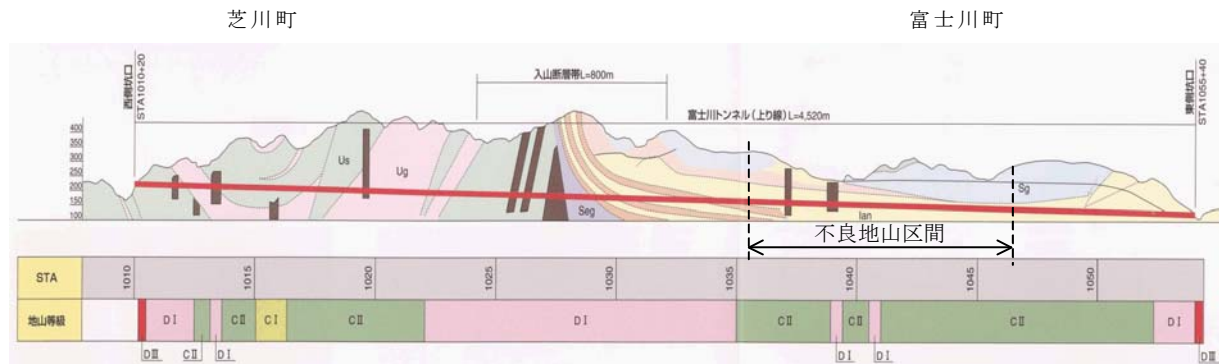 芝川町
富士川町
西側坑口
STA1010+20
入山断層帯L=800m
富士川トンネル(上り線)L=4,520m
東側坑口
STA1055+40
400
350
300
250
200
150
100
Us
Ug
Seg
Sg
Ian
不良地山区間
STA
1010
1015
1020
1025
1030
1035
1040
1045
1050
地山等級
DⅠ
CⅡ
CⅠ
CⅡ
DⅠ
CⅡ
CⅡ
CⅡ
DⅠ
DⅢ
CⅡ
DⅠ
DⅠ
DⅠ
DⅢ